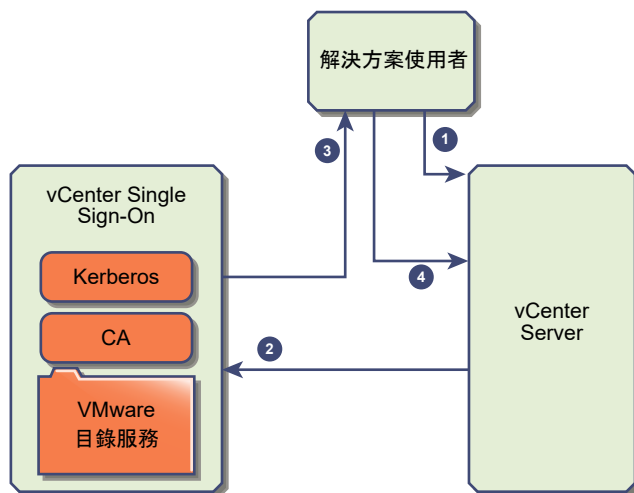 解決方案使用者
1
3
vCenter Single
Sign-On
Kerberos
4
CA
vCenter
Server
2
VMware
目錄服務